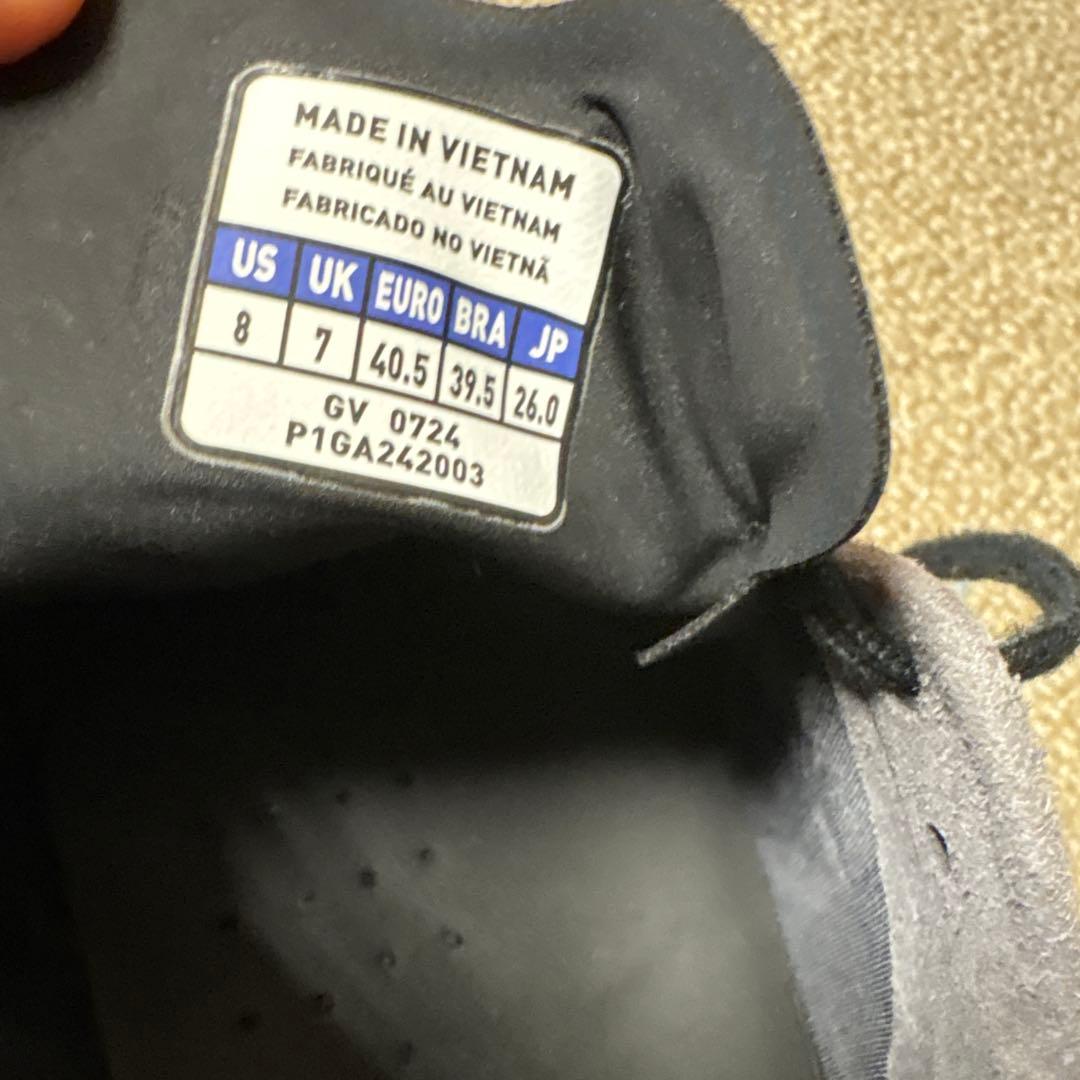 MADE IN VIETNAM
FABRIQUÉ AU VIETNAM
FABRICADO NO VIETNÃ
US UK EURO BRA JP
8 7 40.5 39.5 26.0
GV 0724
P1GA242003